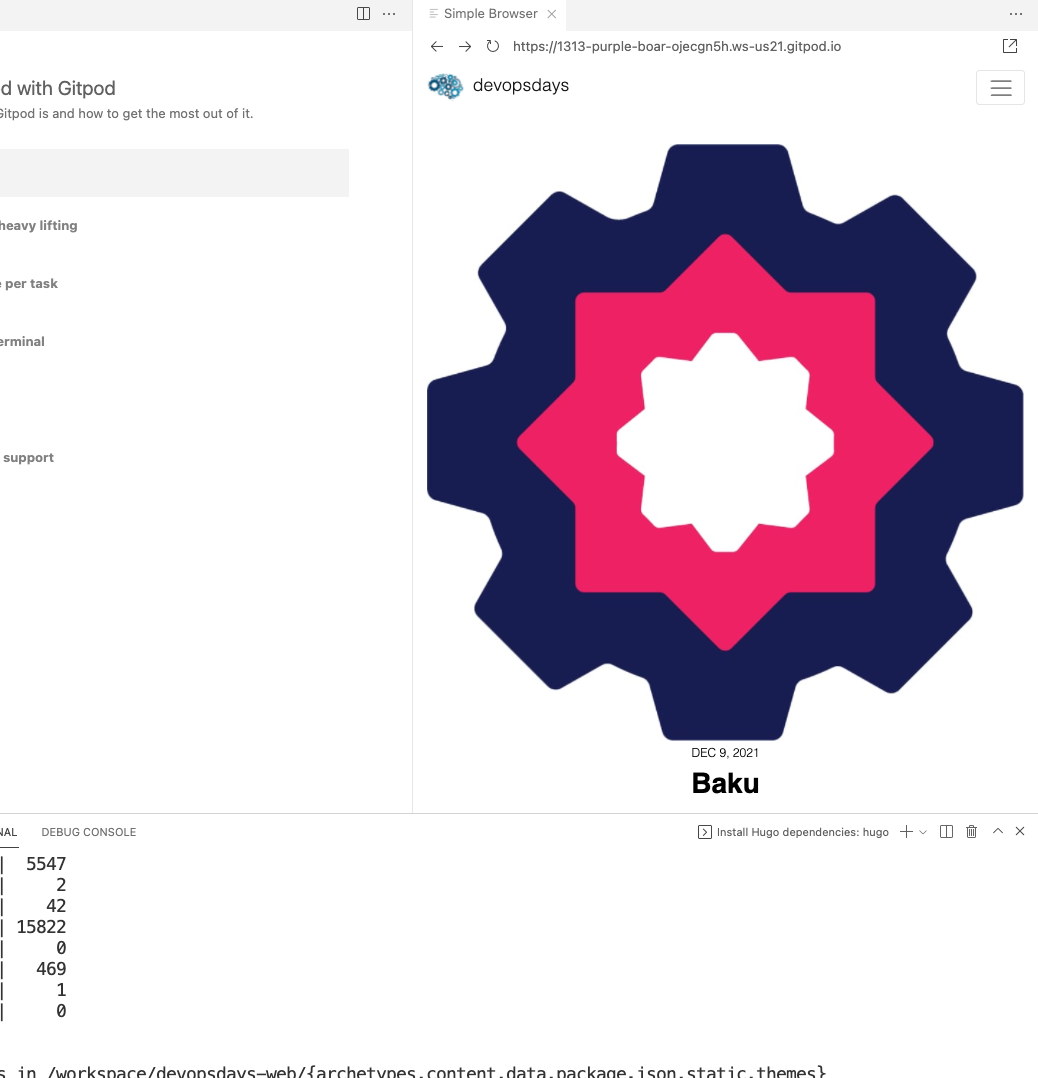 Simple Browser
https://1313-purple-boar-ojecgn5h.ws-us21.gitpod.io
d with Gitpod
Gitpod is and how to get the most out of it.
heavy lifting
e per task
erminal
support
devopsdays
DEC 9, 2021
Baku
NAL DEBUG CONSOLE
Install Hugo dependencies: hugo
| 5547
| 2
| 42
| 15822
| 0
| 469
| 1
| 0
s in /workspace/devopsdays-web/{archetypes,content,data,package.json,static,themes}